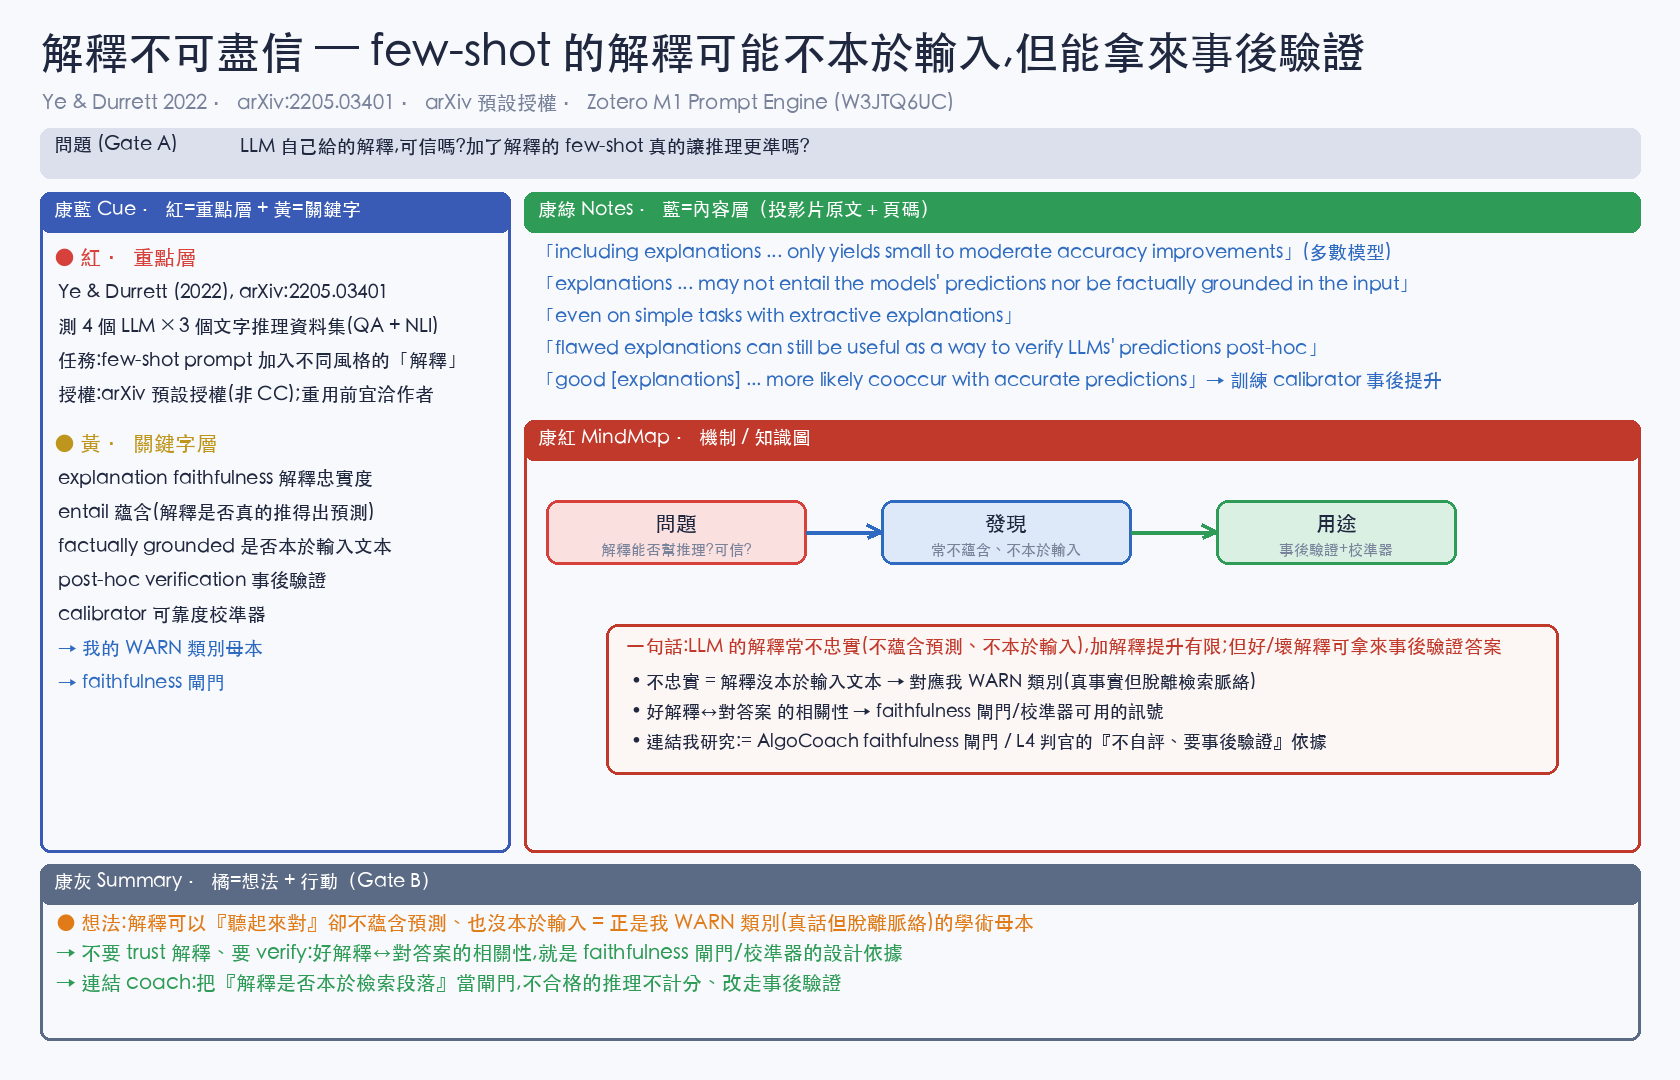 解釋不可盡信 — few-shot 的解釋可能不本於輸入,但能拿來事後驗證
Ye & Durrett 2022 · arXiv:2205.03401 · arXiv 預設授權 · Zotero M1 Prompt Engine (W3JTQ6UC)
問題 (Gate A) LLM 自己給的解釋,可信嗎?加了解釋的 few-shot 真的讓推理更準嗎?
康藍 Cue · 紅=重點層 + 黃=關鍵字
● 紅 · 重點層
Ye & Durrett (2022), arXiv:2205.03401
測 4 個 LLM × 3 個文字推理資料集(QA + NLI)
任務:few-shot prompt 加入不同風格的「解釋」
授權:arXiv 預設授權(非 CC);重用前宜洽作者
● 黃 · 關鍵字層
explanation faithfulness 解釋忠實度
entail 蘊含(解釋是否真的推得出預測)
factually grounded 是否本於輸入文本
post-hoc verification 事後驗證
calibrator 可靠度校準器
→ 我的 WARN 類別母本
→ faithfulness 閘門
康綠 Notes · 藍=內容層 (投影片原文 + 頁碼)
「including explanations ... only yields small to moderate accuracy improvements」(多數模型)
「explanations ... may not entail the models' predictions nor be factually grounded in the input」
「even on simple tasks with extractive explanations」
「flawed explanations can still be useful as a way to verify LLMs' predictions post-hoc」
「good [explanations] ... more likely cooccur with accurate predictions」→ 訓練 calibrator 事後提升
康紅 MindMap · 機制 / 知識圖
問題
解釋能否幫推理?可信?
發現
常不蘊含、不本於輸入
用途
事後驗證+校準器
一句話:LLM 的解釋常不忠實(不蘊含預測、不本於輸入),加解釋提升有限;但好/壞解釋可拿來事後驗證答案
• 不忠實 = 解釋沒本於輸入文本 → 對應我 WARN 類別(真事實但脫離檢索脈絡)
• 好解釋↔對答案 的相關性 → faithfulness 閘門/校準器可用的訊號
• 連結我研究:= AlgoCoach faithfulness 閘門 / L4 判官的『不自評、要事後驗證』依據
康灰 Summary · 橘=想法 + 行動 (Gate B)
● 想法:解釋可以『聽起來對』卻不蘊含預測、也沒本於輸入 = 正是我 WARN 類別(真話但脫離脈絡)的學術母本
→ 不要 trust 解釋、要 verify:好解釋↔對答案的相關性,就是 faithfulness 閘門/校準器的設計依據
→ 連結 coach:把『解釋是否本於檢索段落』當閘門,不合格的推理不計分、改走事後驗證